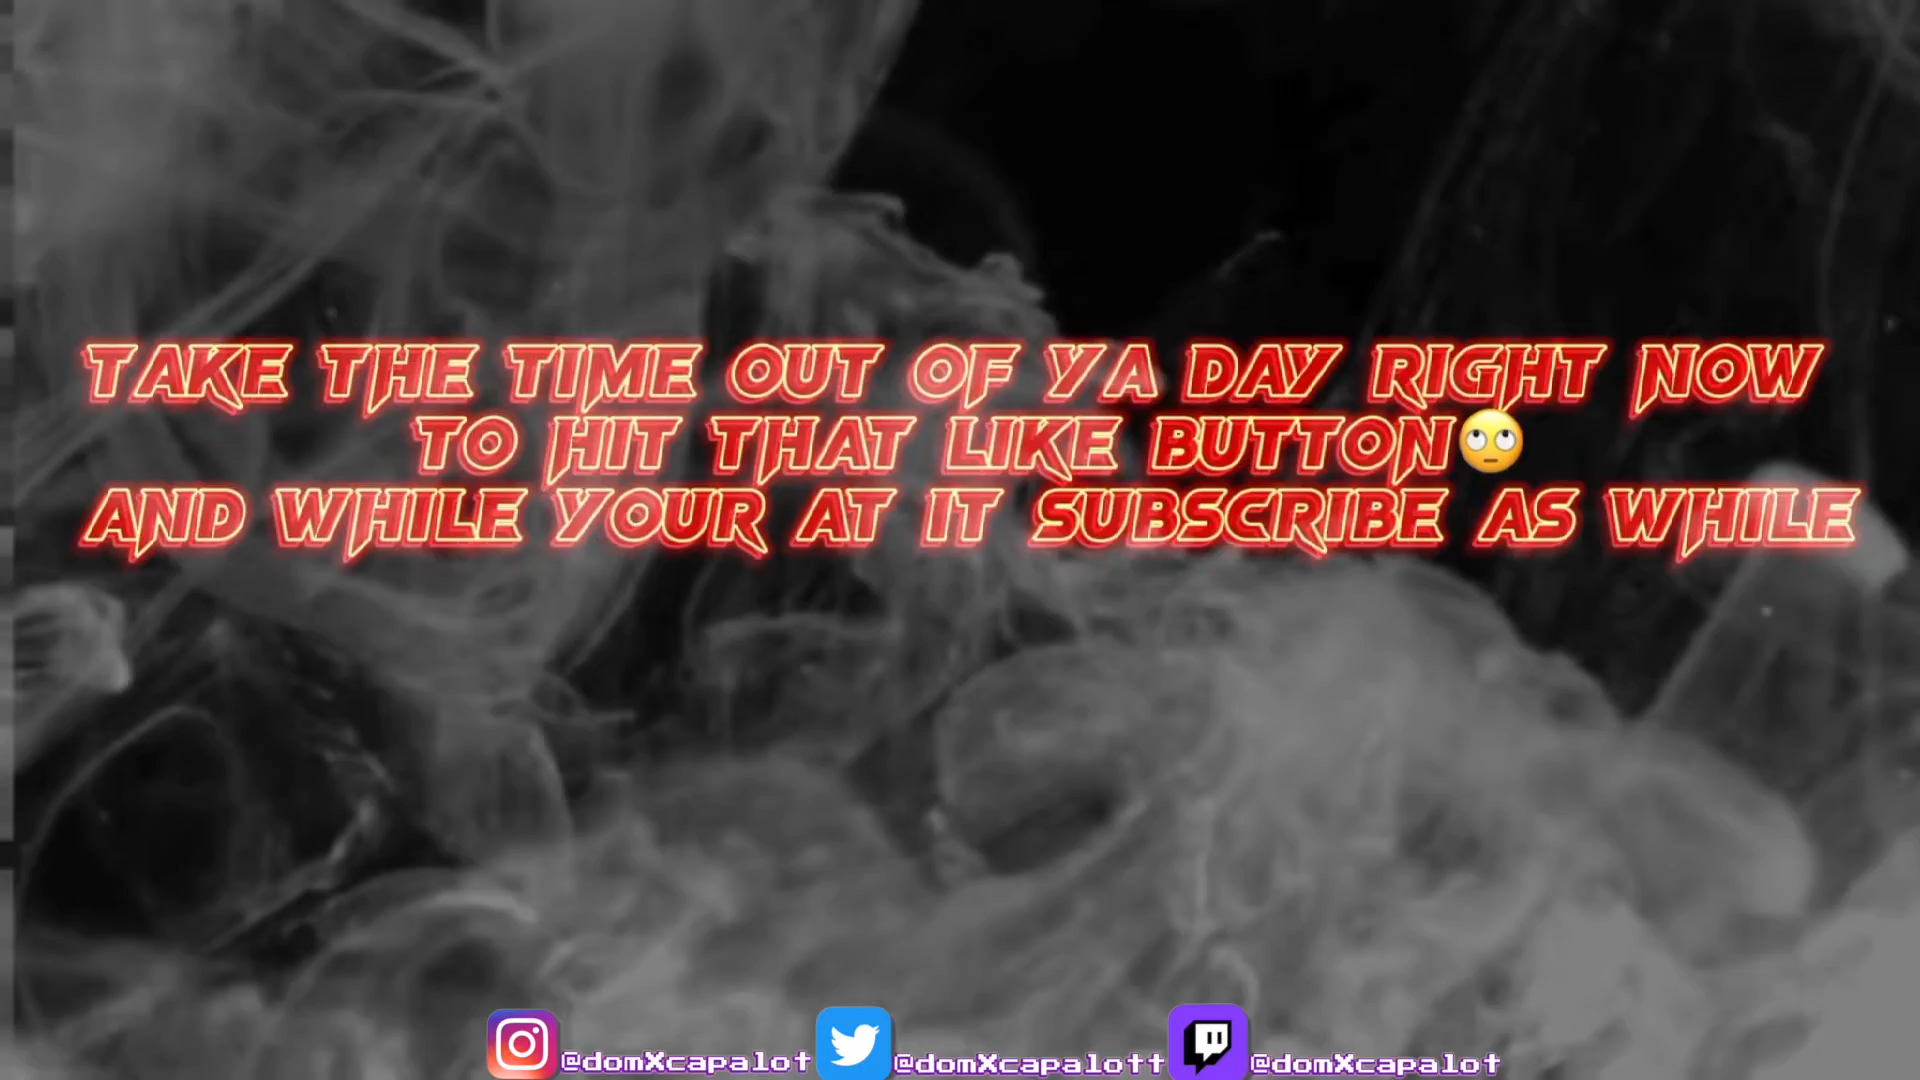 TAKE THE TIME OUT OF YA DAY RIGHT NOW
TO HIT THAT LIKE BUTTON🙄
AND WHILE YOUR AT IT SUBSCRIBE AS WHILE
@domXcapalot @domXcapalott @domXcapalot